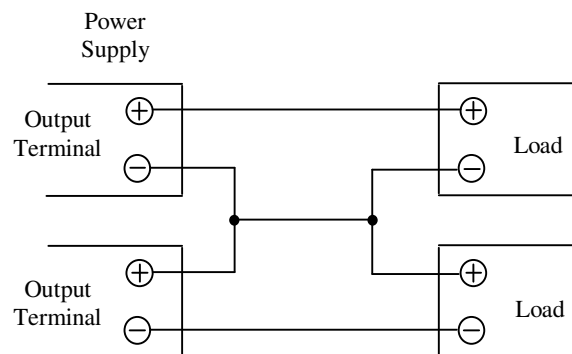 Power
Supply
Output
Terminal
+
−
+
−
Load
Output
Terminal
+
−
+
−
Load